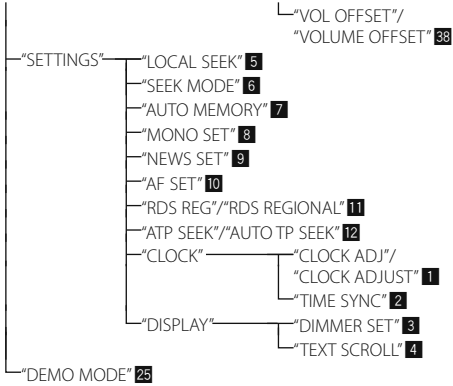 “VOL OFFSET”/
“VOLUME OFFSET” 38
“SETTINGS” “LOCAL SEEK” 5
“SEEK MODE” 6
“AUTO MEMORY” 7
“MONO SET” 8
“NEWS SET” 9
“AF SET” 10
“RDS REG”/“RDS REGIONAL” 11
“ATP SEEK”/“AUTO TP SEEK” 12
“CLOCK” “CLOCK ADJ”/
“CLOCK ADJUST” 1
“TIME SYNC” 2
“DISPLAY” “DIMMER SET” 3
“TEXT SCROLL” 4
“DEMO MODE” 25